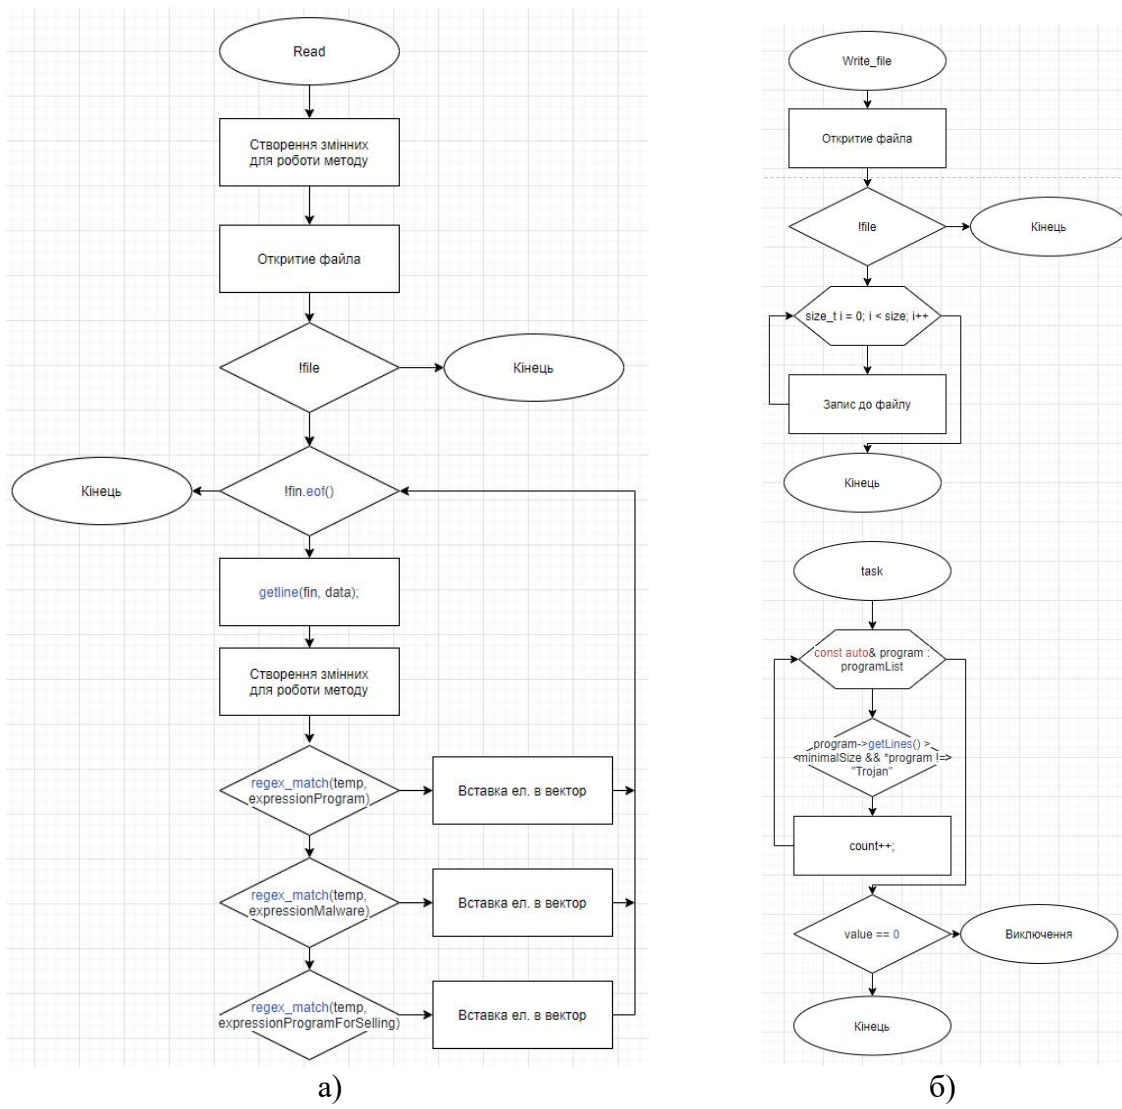 Read
Створення змінних
для роботи методу
Откритие файла
!file
Кінець
Кінець
!fin.eof()
getline(fin, data);
Створення змінних
для роботи методу
regex_match(temp,
expressionProgram)
Вставка ел. в вектор
regex_match(temp,
expressionMalware)
Вставка ел. в вектор
regex_match(temp,
expressionProgramForSelling)
Вставка ел. в вектор
а)
Write_file
Откритие файла
!file
Кінець
size_t i = 0; i < size; i++
Запис до файлу
Кінець
task
const auto& program :
programList
program->getLines() >
minimalSize && *program !=
"Trojan"
count++;
value == 0
Виключення
Кінець
б)